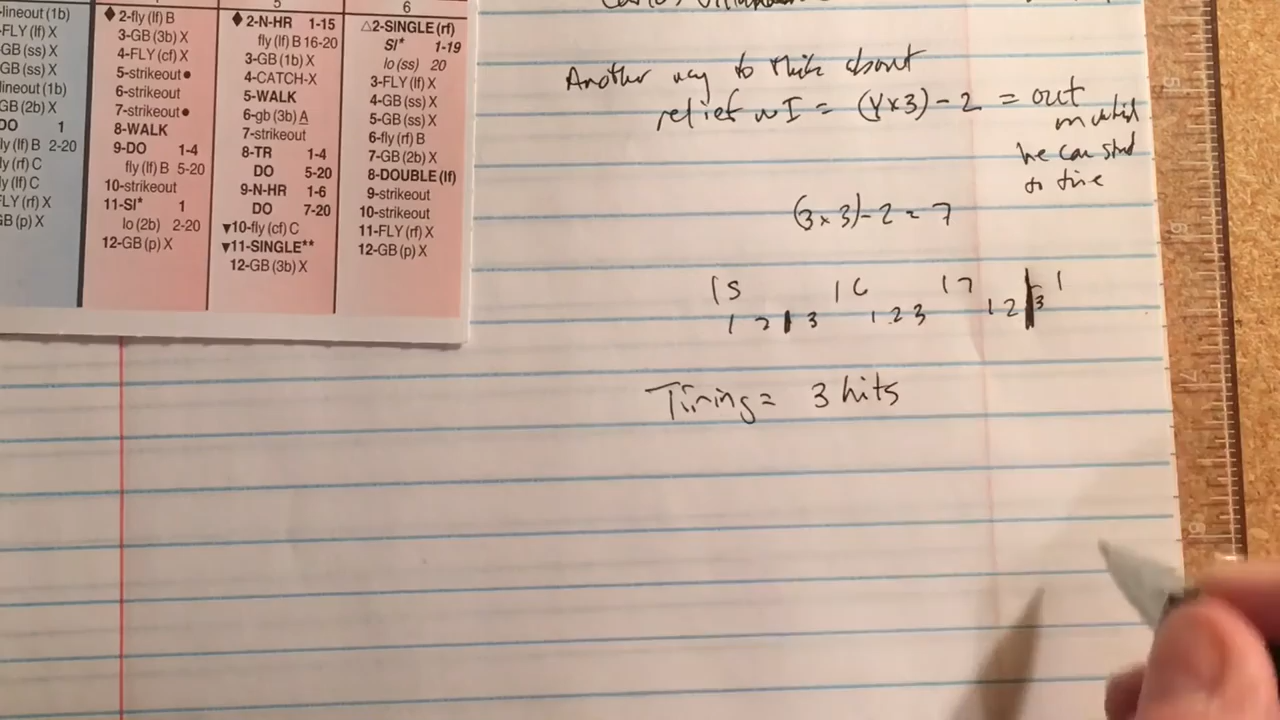 lineout (1b)
FLY (lf) X
GB (ss) X
GB (ss) X
lineout (1b)
GB (2b) X
DO 1
fly (lf) B 2-20
ly (rf) C
ly (lf) C
FLY (rf) X
GB (p) X
◆ 2-fly (lf) B
3-GB (3b) X
4-FLY (cf) X
5-strikeout ●
6-strikeout
7-strikeout ●
8-WALK
9-DO 1-4
fly (lf) B 5-20
10-strikeout
11-SI* 1
lo (2b) 2-20
12-GB (p) X
5
◆ 2-N-HR 1-15
fly (lf) B 16-20
3-GB (1b) X
4-CATCH-X
5-WALK
6-gb (3b) A
7-strikeout
8-TR 1-4
DO 5-20
9-N-HR 1-6
DO 7-20
▼10-fly (cf) C
▼11-SINGLE**
12-GB (3b) X
6
△2-SINGLE (rf)
SI* 1-19
lo (ss) 20
3-FLY (lf) X
4-GB (ss) X
5-GB (ss) X
6-fly (rf) B
7-GB (2b) X
8-DOUBLE (lf)
9-strikeout
10-strikeout
11-FLY (rf) X
12-GB (p) X
Carlos
Another way to think about
relief = (Yx3) - 2 = out
in which
he can start
to tire
(3x3) - 2 = 7
15 16 17
1 2 3 1 2 3 1 2 3
Tiring = 3 hits